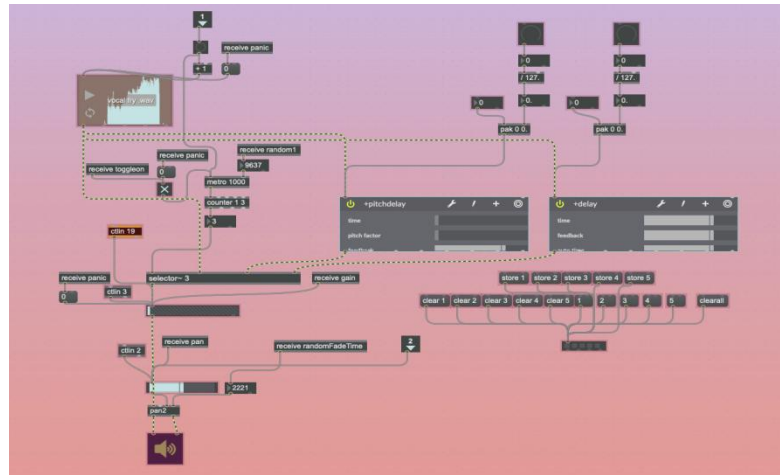 1
receive panic
+ 1
0
vocal try .wav
0
/ 127.
0.
0
pak 0 0.
0
/ 127.
0.
0
pak 0 0.
receive panic
receive random1
receive toggleon
0
9637
metro 1000
counter 1 3
3
+pitchdelay
time
pitch factor
feedback
+delay
time
feedback
ctlin 19
selector~ 3
receive panic
0
ctlin 3
receive gain
store 1
store 2
store 3
store 4
store 5
clear 1
clear 2
clear 3
clear 4
clear 5
1
2
3
4
5
clearall
ctlin 2
receive pan
receive randomFadeTime
2
2221
pan2